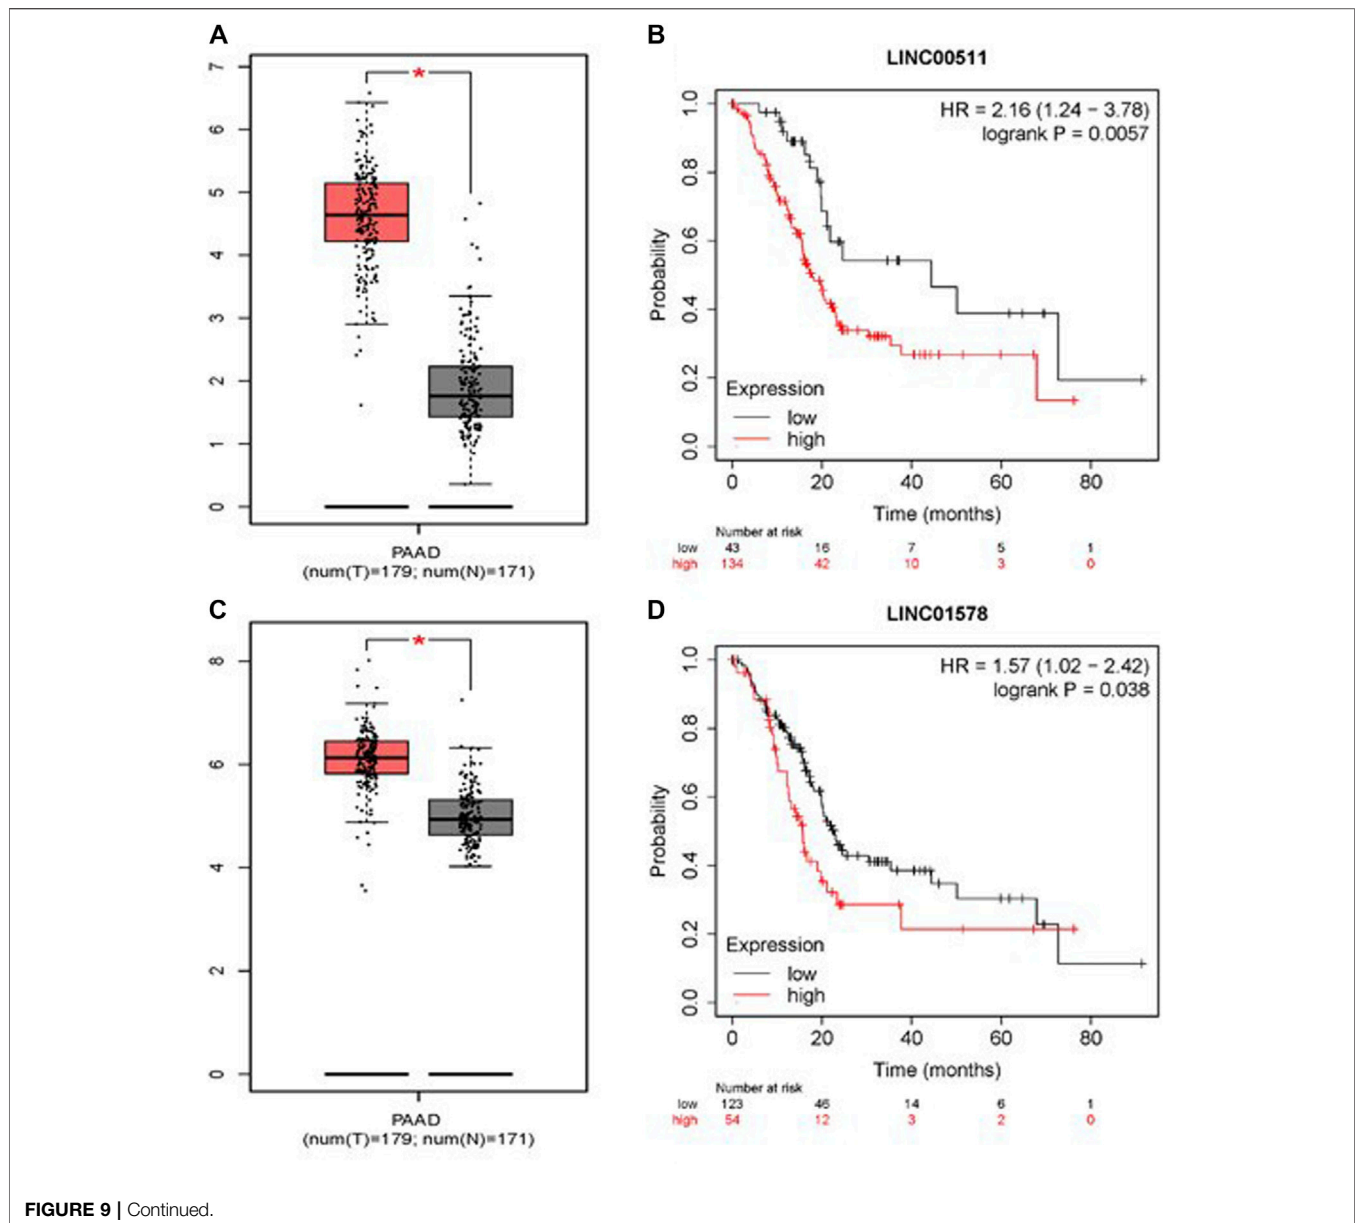 A
7
6
5
4
3
2
1
0
*
PAAD
(num(T)=179; num(N)=171)
B
LINC00511
HR = 2.16 (1.24 − 3.78)
logrank P = 0.0057
Probability
1.0
0.8
0.6
0.4
0.2
0.0
Expression
low
high
0 20 40 60 80
Time (months)
Number at risk
low 43 16 7 5 1
high 134 42 10 3 0
C
8
6
4
2
0
*
PAAD
(num(T)=179; num(N)=171)
D
LINC01578
HR = 1.57 (1.02 − 2.42)
logrank P = 0.038
Probability
1.0
0.8
0.6
0.4
0.2
0.0
Expression
low
high
0 20 40 60 80
Time (months)
Number at risk
low 123 46 14 6 1
high 54 12 3 2 0
FIGURE 9 | Continued.